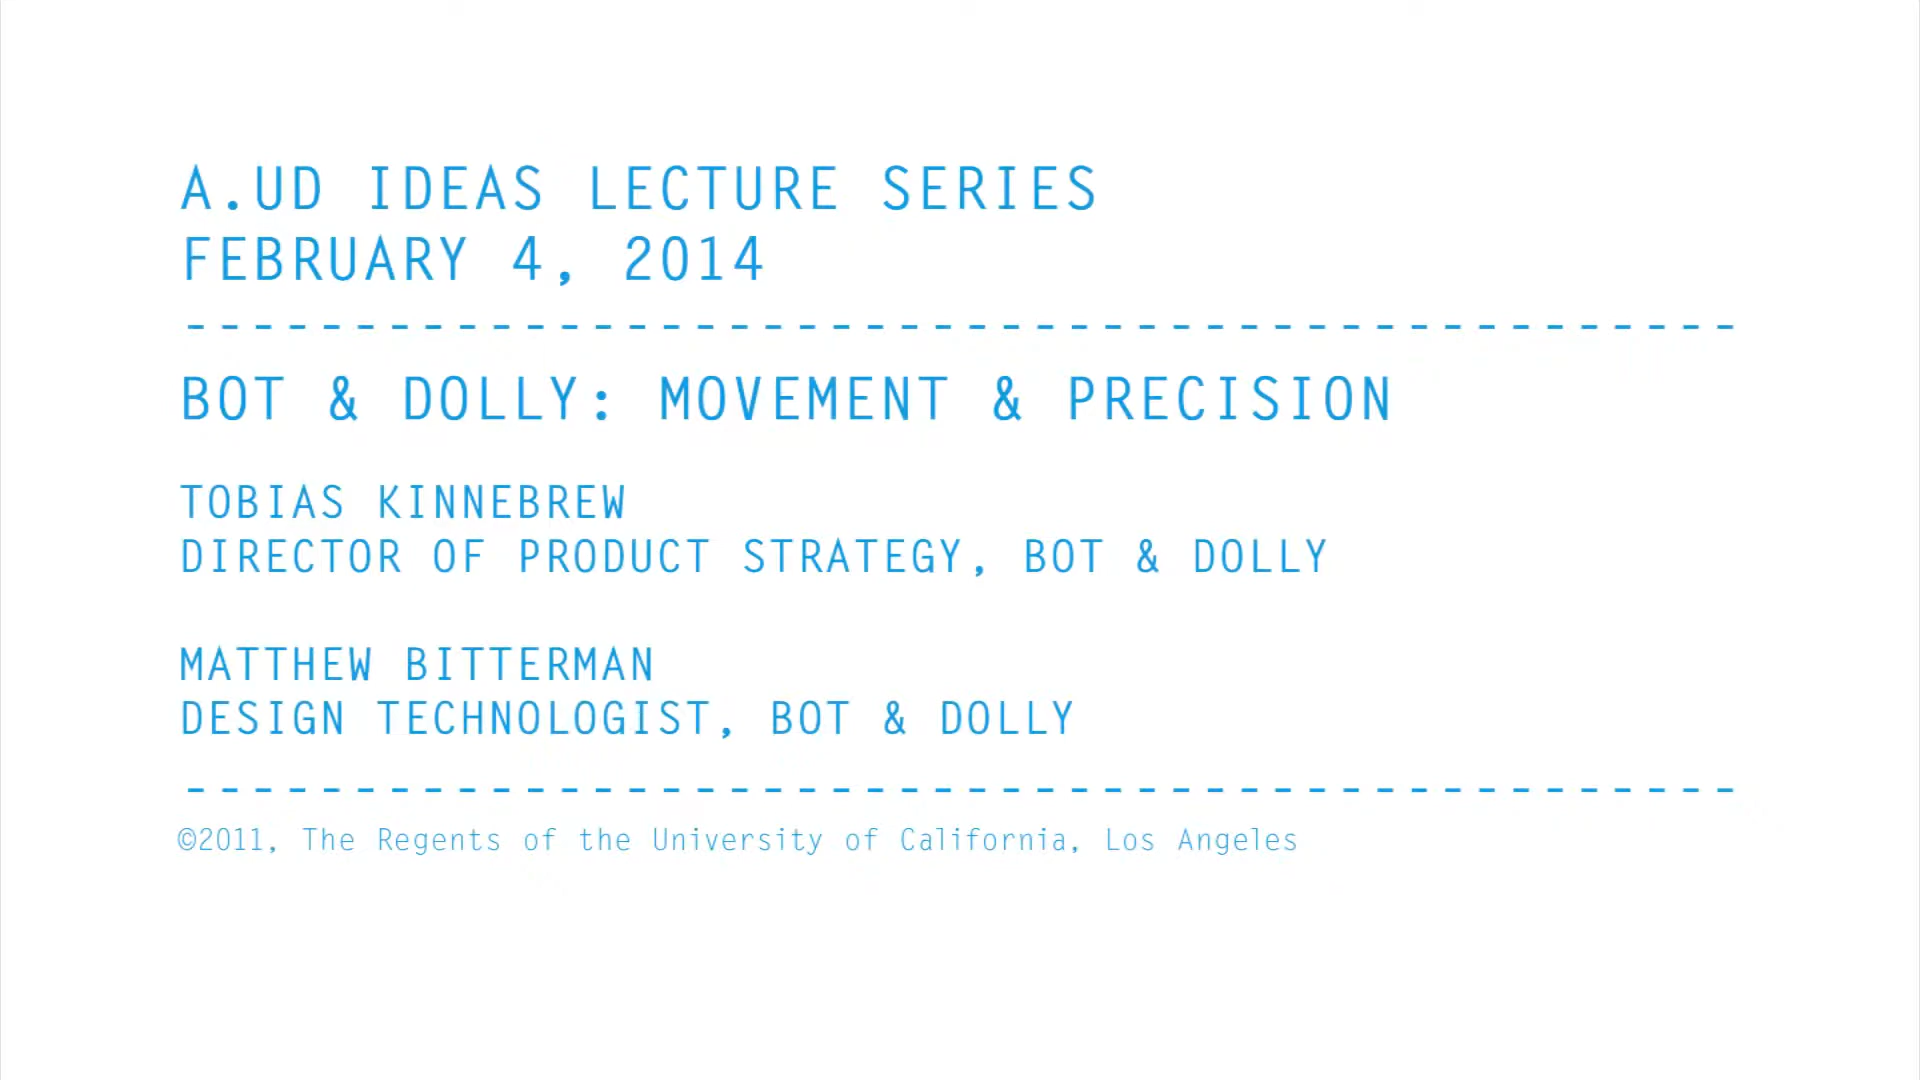 A.UD IDEAS LECTURE SERIES
FEBRUARY 4, 2014
----------------------------------------------
BOT & DOLLY: MOVEMENT & PRECISION
TOBIAS KINNEBREW
DIRECTOR OF PRODUCT STRATEGY, BOT & DOLLY
MATTHEW BITTERMAN
DESIGN TECHNOLOGIST, BOT & DOLLY
----------------------------------------------
©2011, The Regents of the University of California, Los Angeles